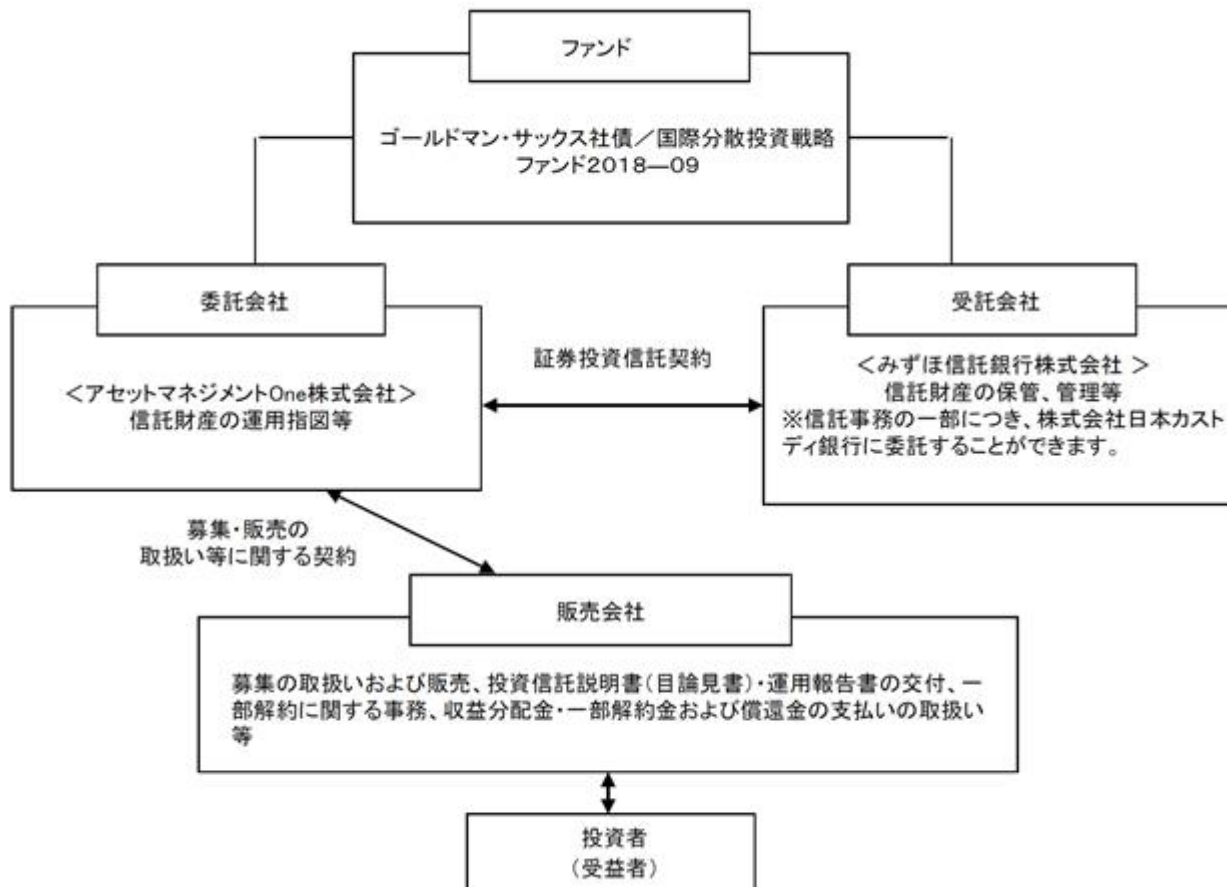 ファンド
ゴールドマン・サックス社債／国際分散投資戦略
ファンド2018―09
委託会社
＜アセットマネジメントOne株式会社＞
信託財産の運用指図等
証券投資信託契約
受託会社
＜みずほ信託銀行株式会社 ＞
信託財産の保管、管理等
※信託事務の一部につき、株式会社日本カスト
ディ銀行に委託することができます。
募集・販売の
取扱い等に関する契約
販売会社
募集の取扱いおよび販売、投資信託説明書(目論見書)・運用報告書の交付、一
部解約に関する事務、収益分配金・一部解約金および償還金の支払いの取扱い
等
投資者
（受益者）